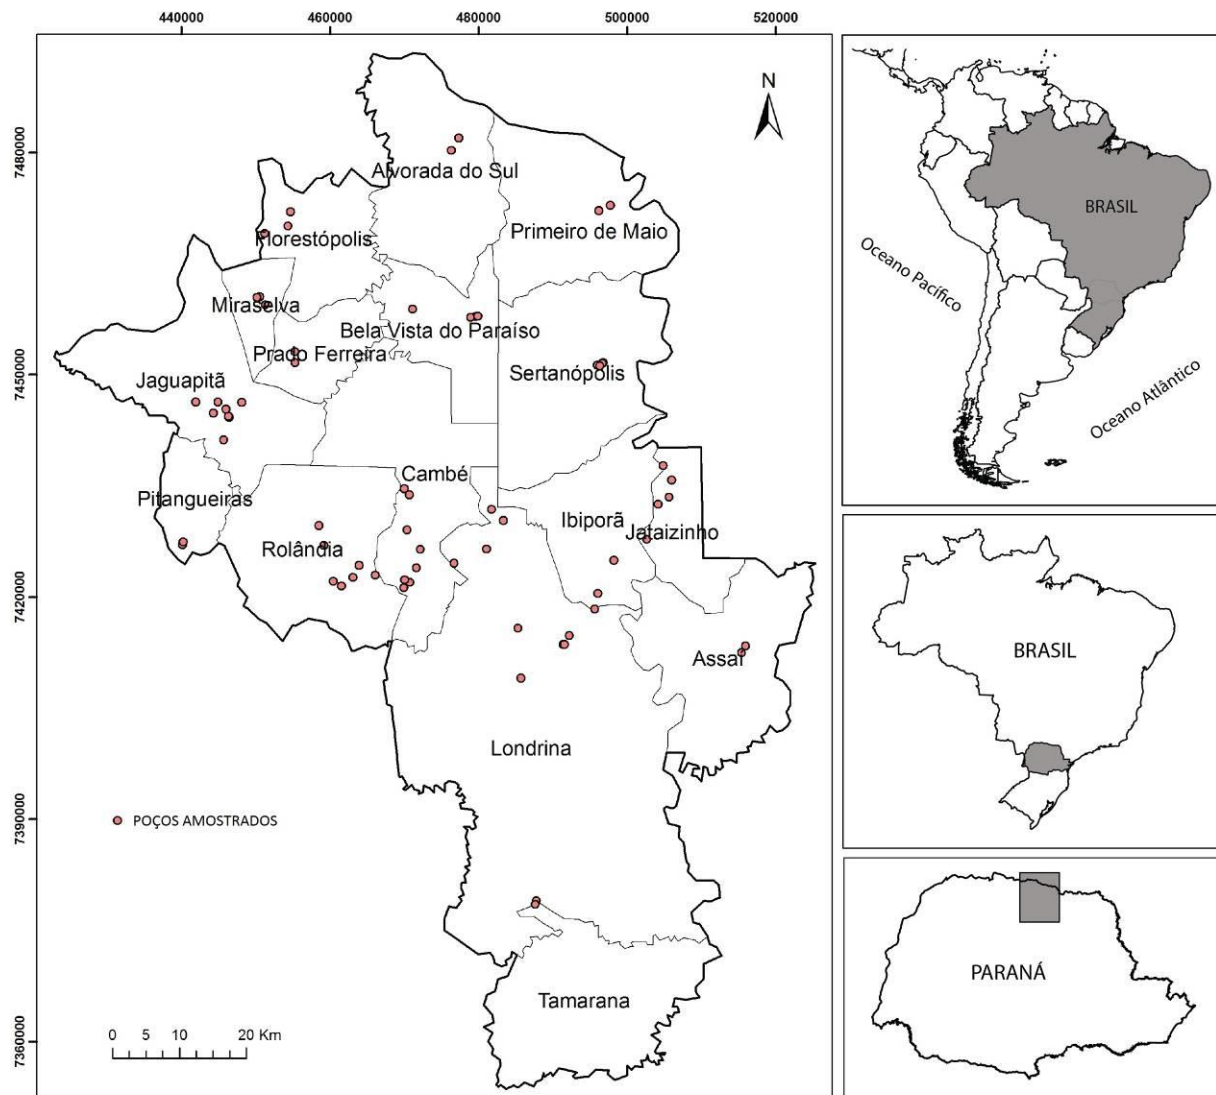 440000
460000
480000
500000
520000
7480000
7450000
7420000
7390000
7360000
N
Alvorada do Sul
Primeiro de Maio
Florestópolis
Miraselva
Bela Vista do Paraíso
Prado Ferreira
Sertanópolis
Jaguapitã
Cambé
Pitangueiras
Ibiporã
Jataizinho
Rolândia
Assaí
Londrina
POÇOS AMOSTRADOS
Tamarana
0 5 10 20 Km
BRASIL
Oceano Pacífico
Oceano Atlântico
BRASIL
PARANÁ